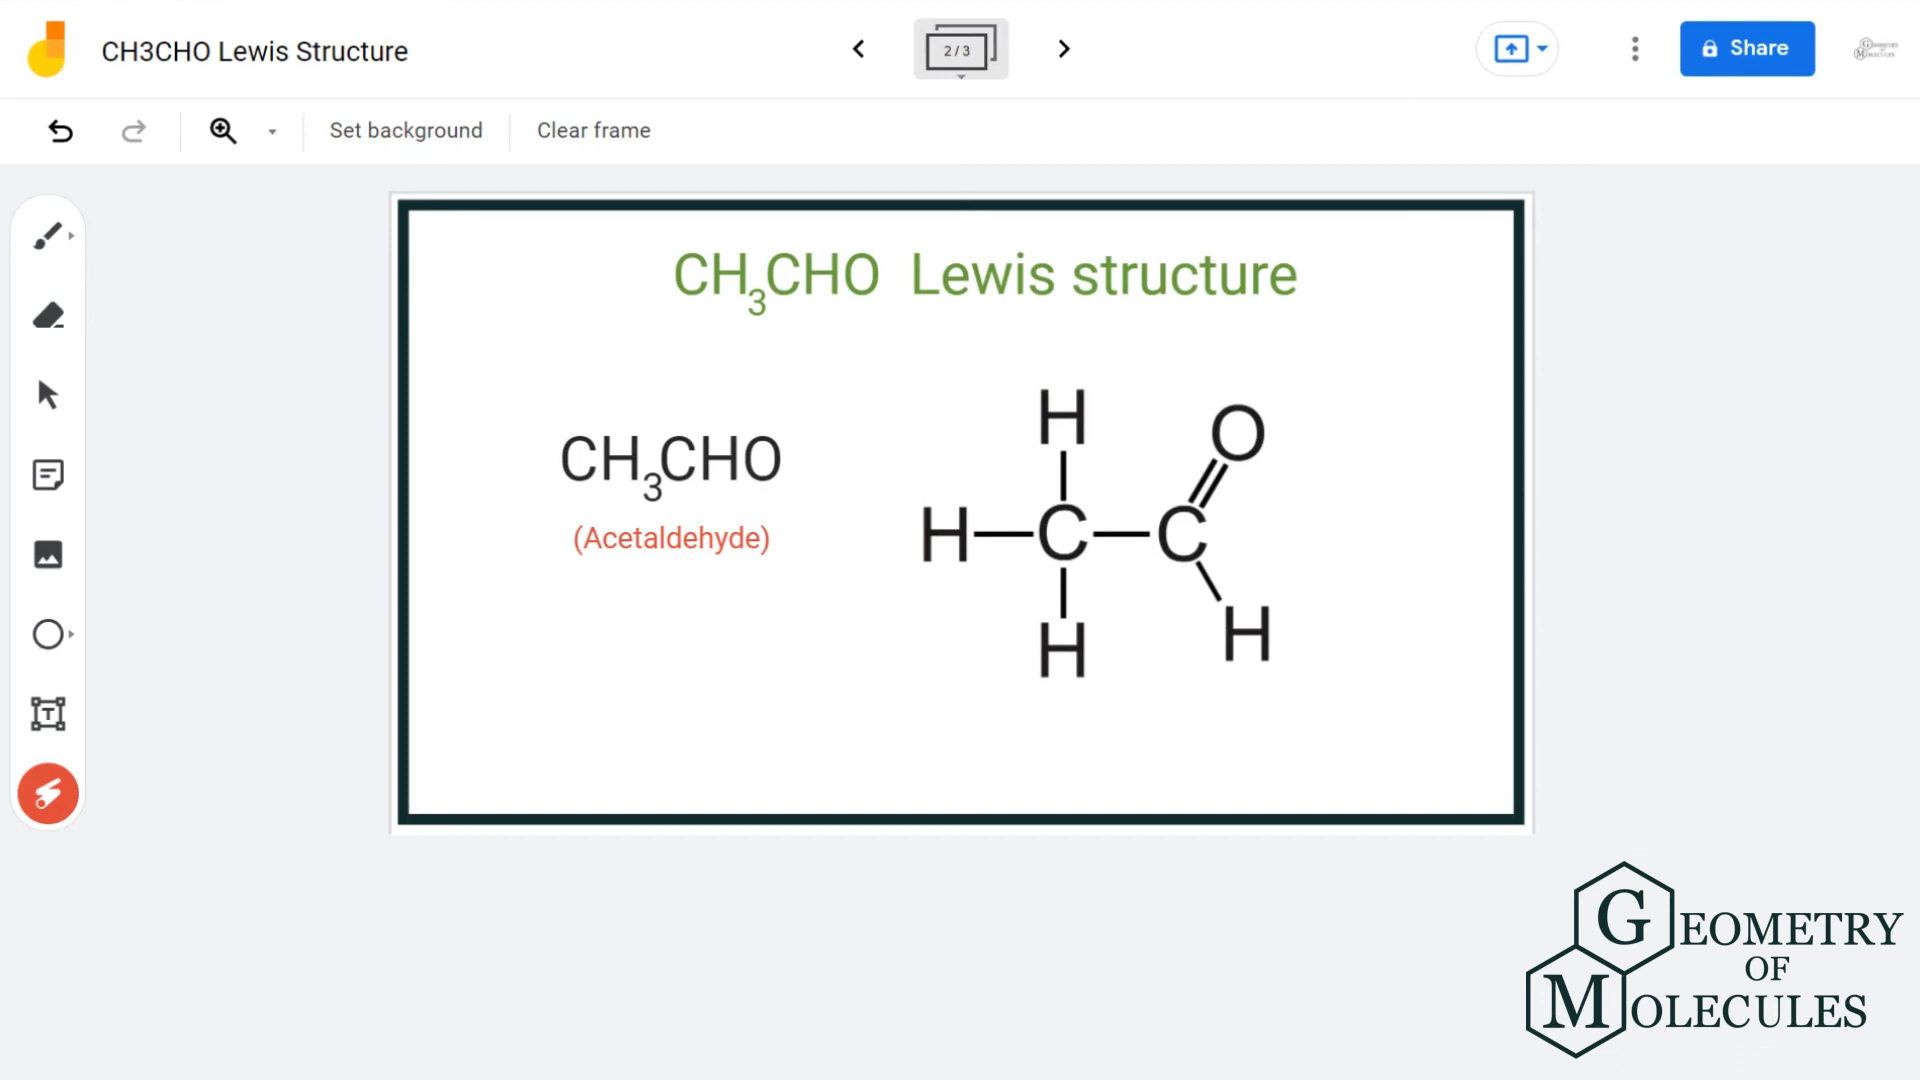 CH3CHO Lewis Structure
2/3
Share
Set background
Clear frame
CH₃CHO Lewis structure
CH₃CHO
(Acetaldehyde)
H
O
H—C—C
H
H
GEOMETRY
OF
MOLECULES